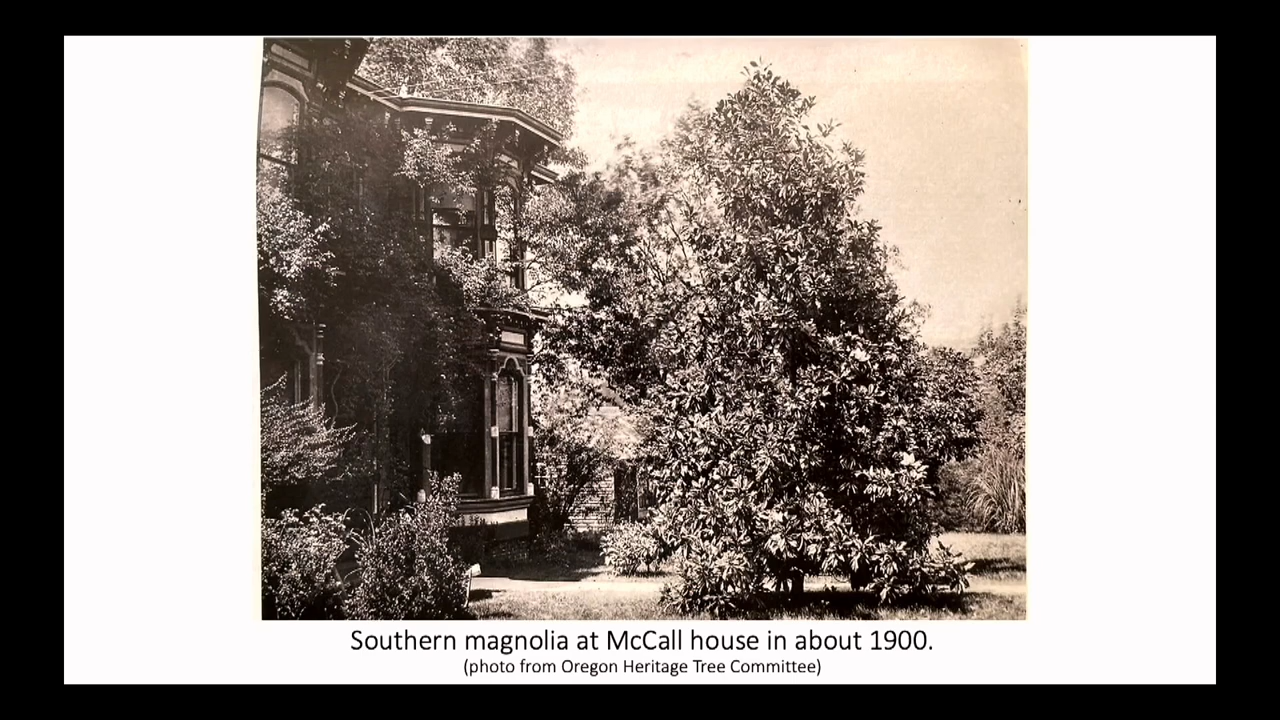 Southern magnolia at McCall house in about 1900.
(photo from Oregon Heritage Tree Committee)